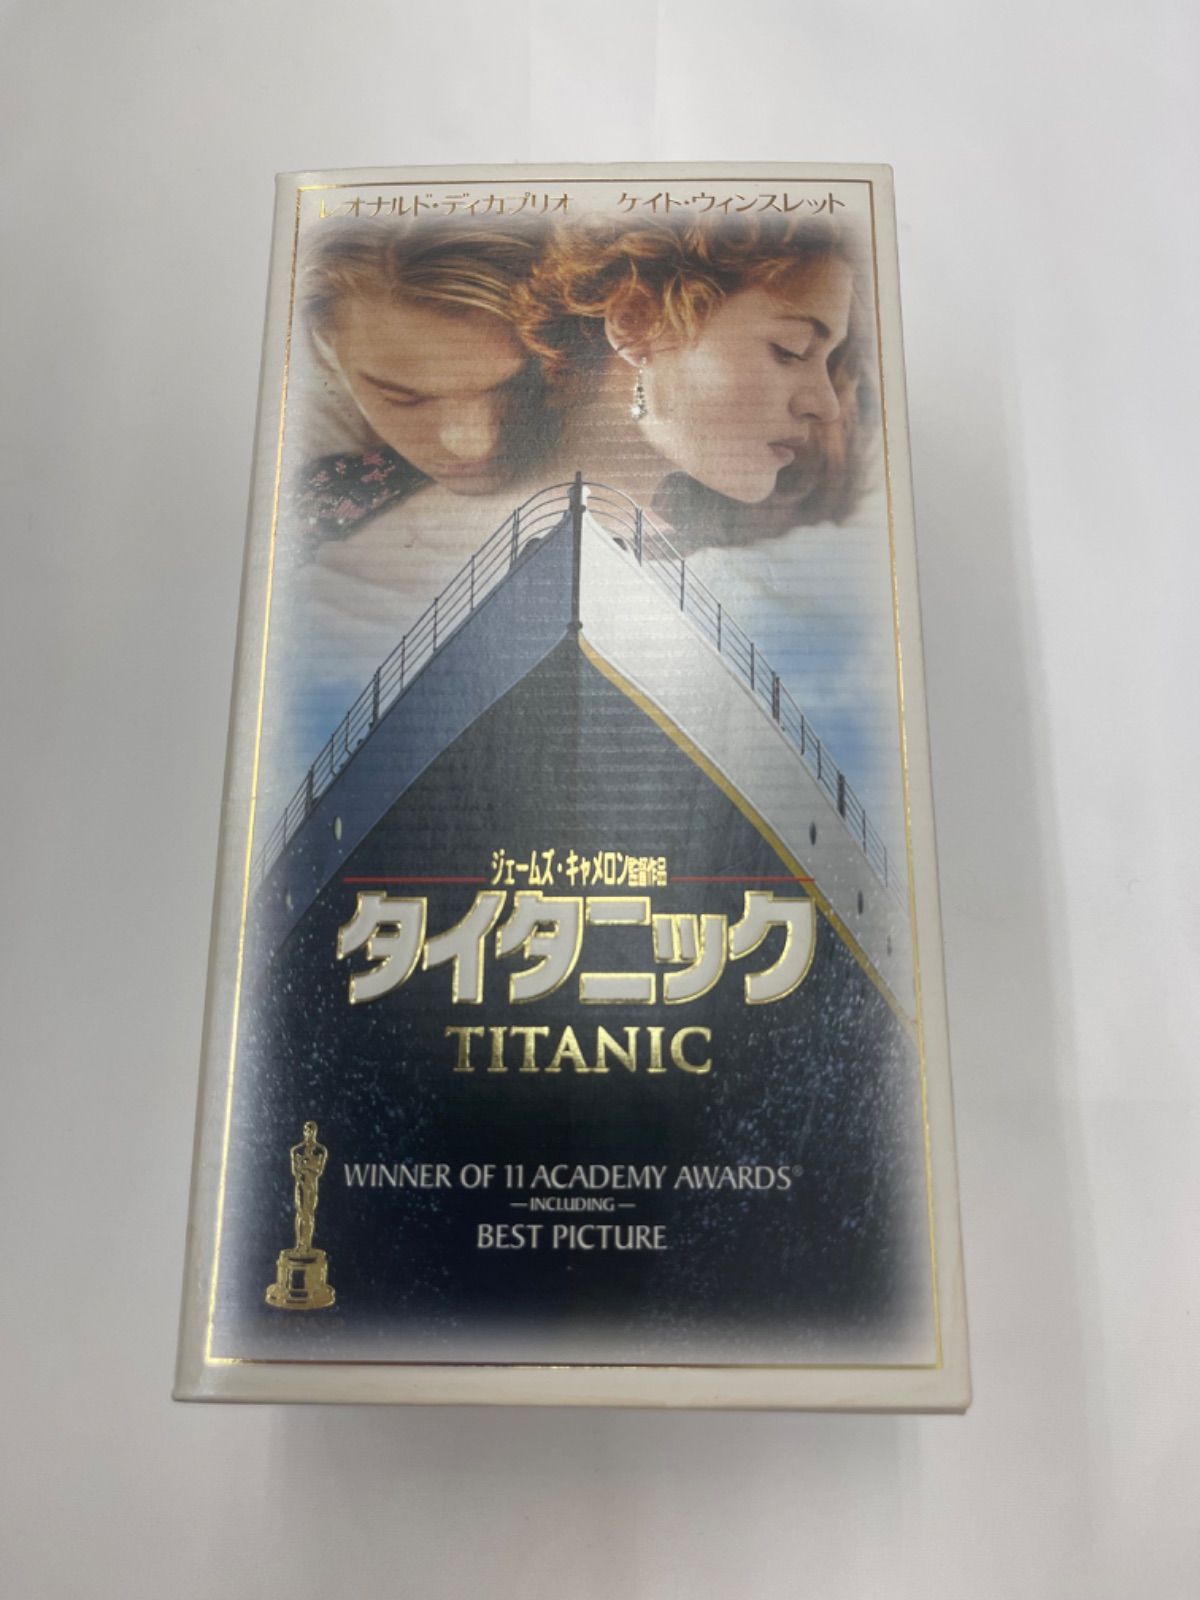 レオナルド・ディカプリオ ケイト・ウィンスレット
ジェームズ・キャメロン監督作品
タイタニック
TITANIC
WINNER OF 11 ACADEMY AWARDS®
—INCLUDING—
BEST PICTURE